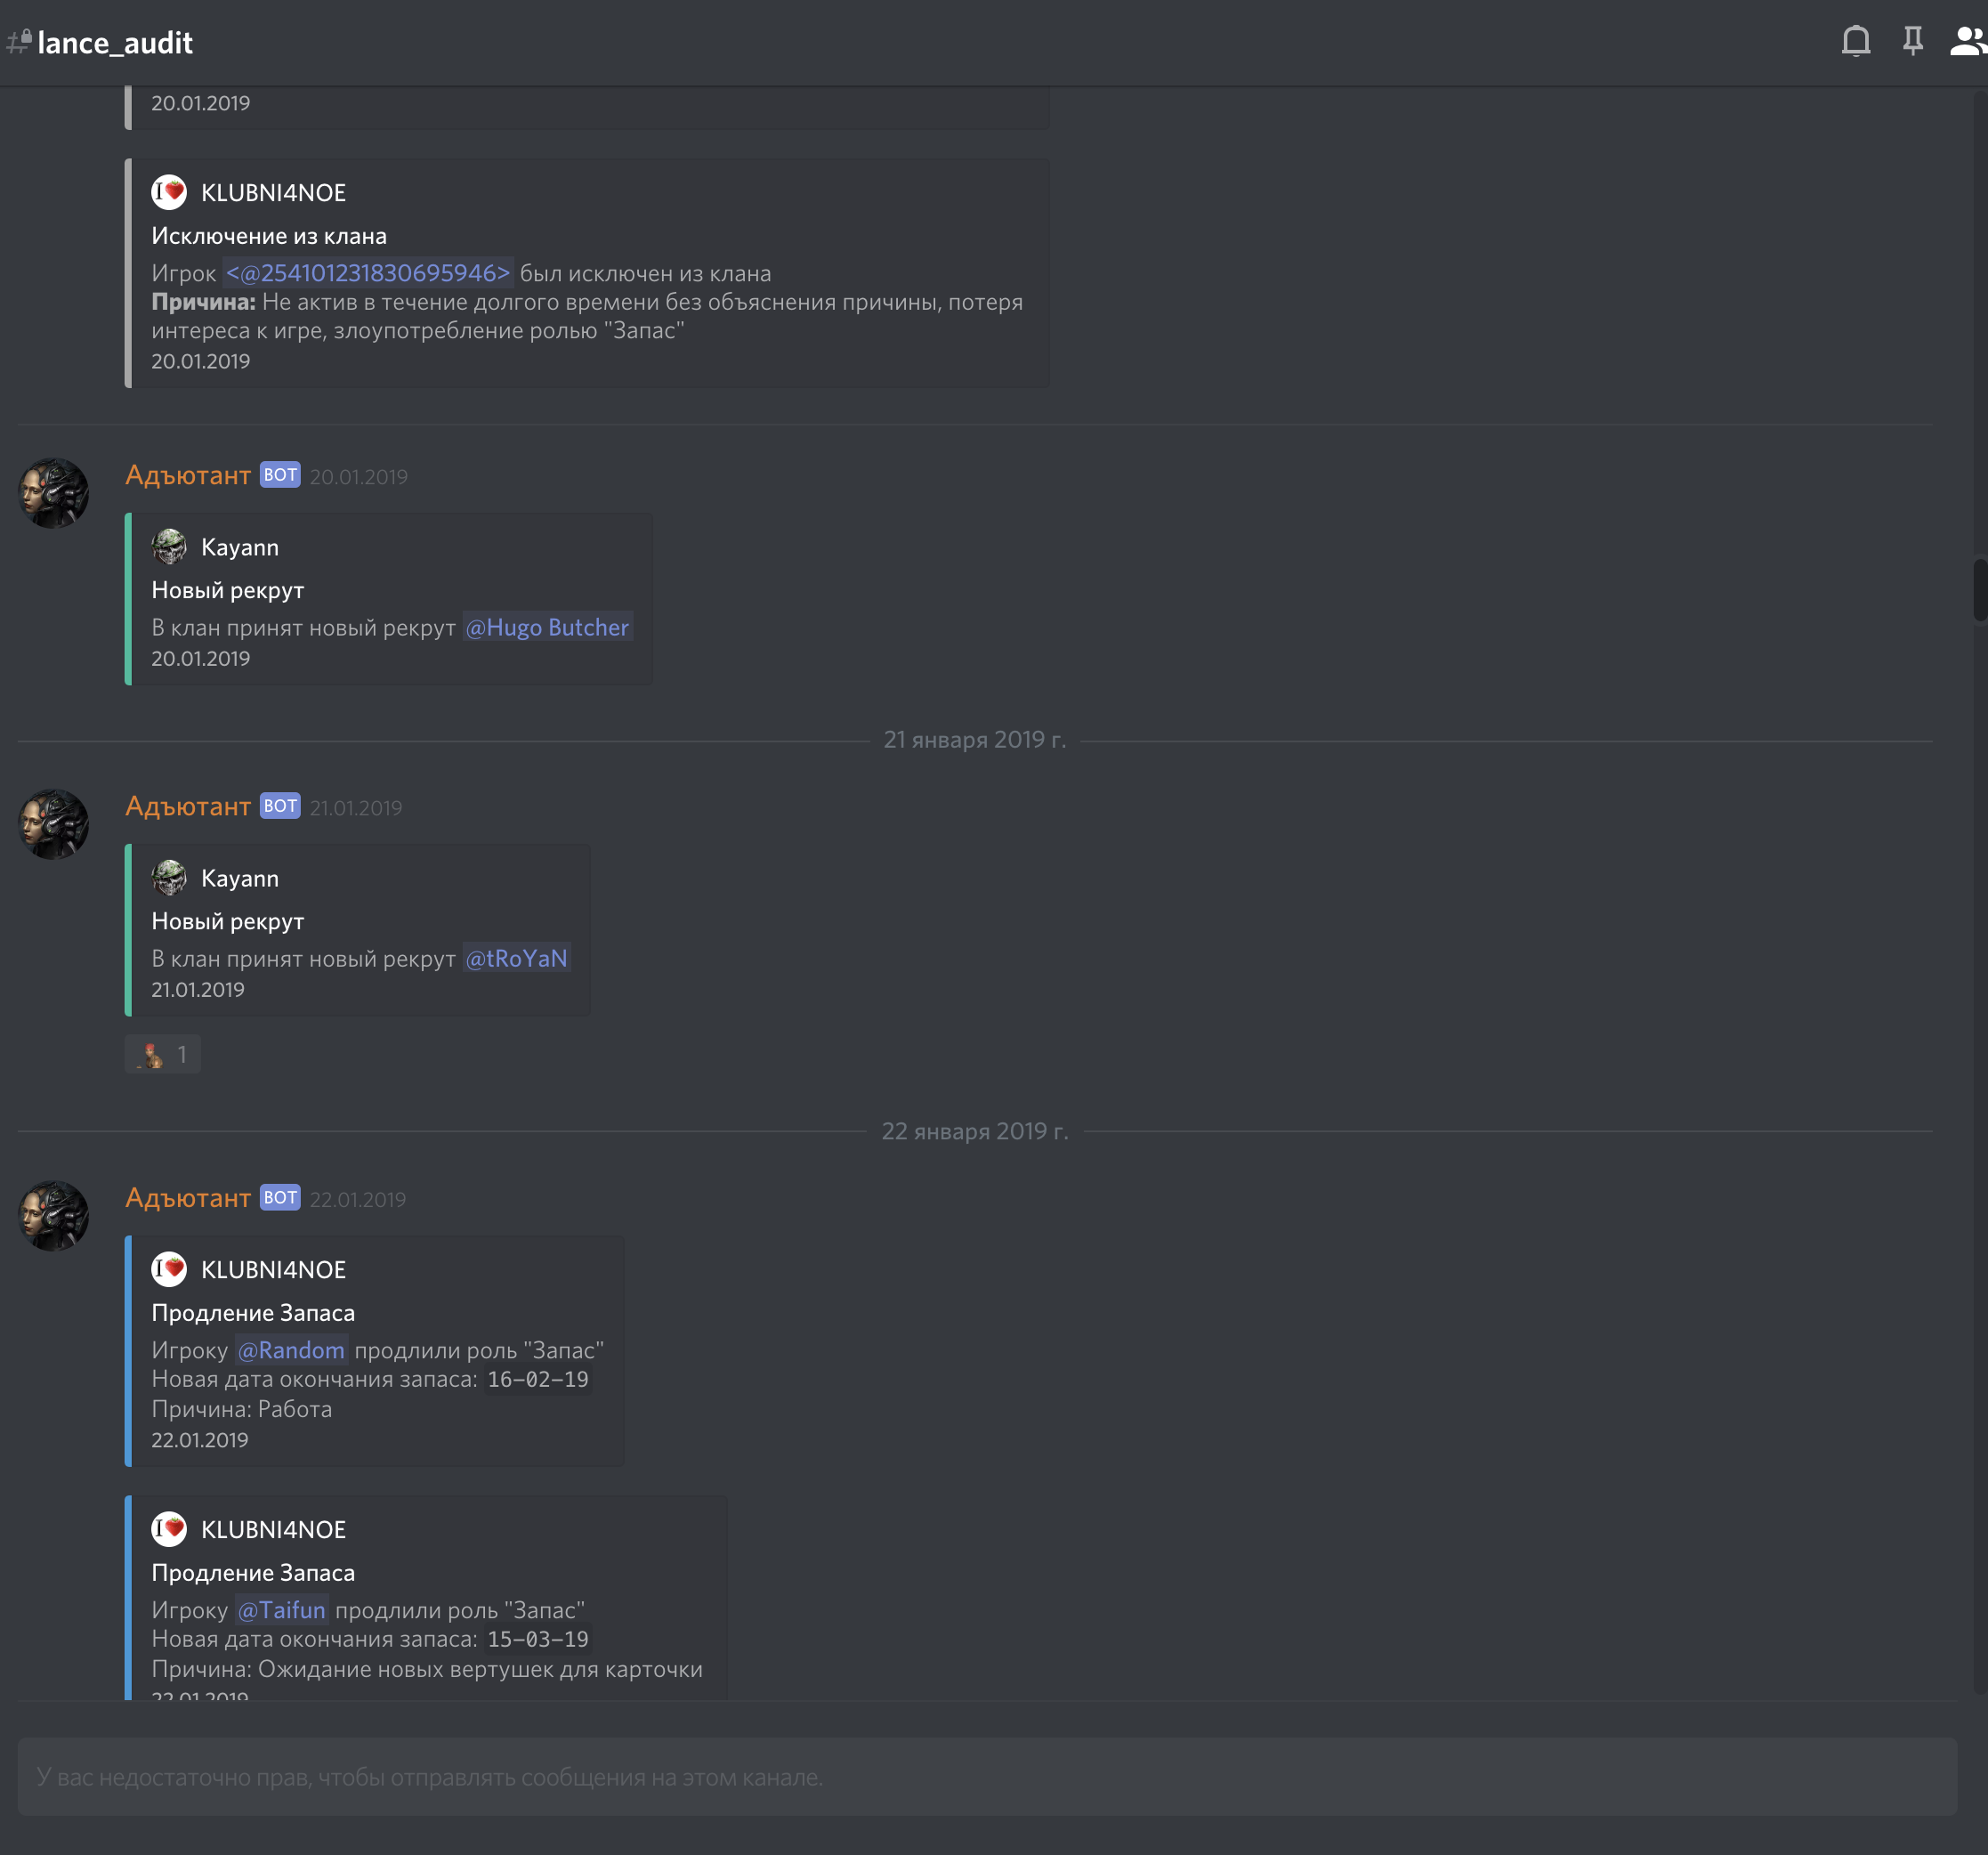 lance_audit
20.01.2019
I
KLUBNI4NOE
Исключение из клана
Игрок <@254101231830695946> был исключен из клана
Причина: Не актив в течение долгого времени без объяснения причины, потеря
интереса к игре, злоупотребление ролью "Запас"
20.01.2019
Адъютант BOT 20.01.2019
Kayann
Новый рекрут
В клан принят новый рекрут @Hugo Butcher
20.01.2019
21 января 2019 г.
Адъютант BOT 21.01.2019
Kayann
Новый рекрут
В клан принят новый рекрут @tRoYaN
21.01.2019
1
22 января 2019 г.
Адъютант BOT 22.01.2019
I
KLUBNI4NOE
Продление Запаса
Игроку @Random продлили роль "Запас"
Новая дата окончания запаса: 16-02-19
Причина: Работа
22.01.2019
I
KLUBNI4NOE
Продление Запаса
Игроку @Taifun продлили роль "Запас"
Новая дата окончания запаса: 15-03-19
Причина: Ожидание новых вертушек для карточки
22.01.2019
У вас недостаточно прав, чтобы отправлять сообщения на этом канале.